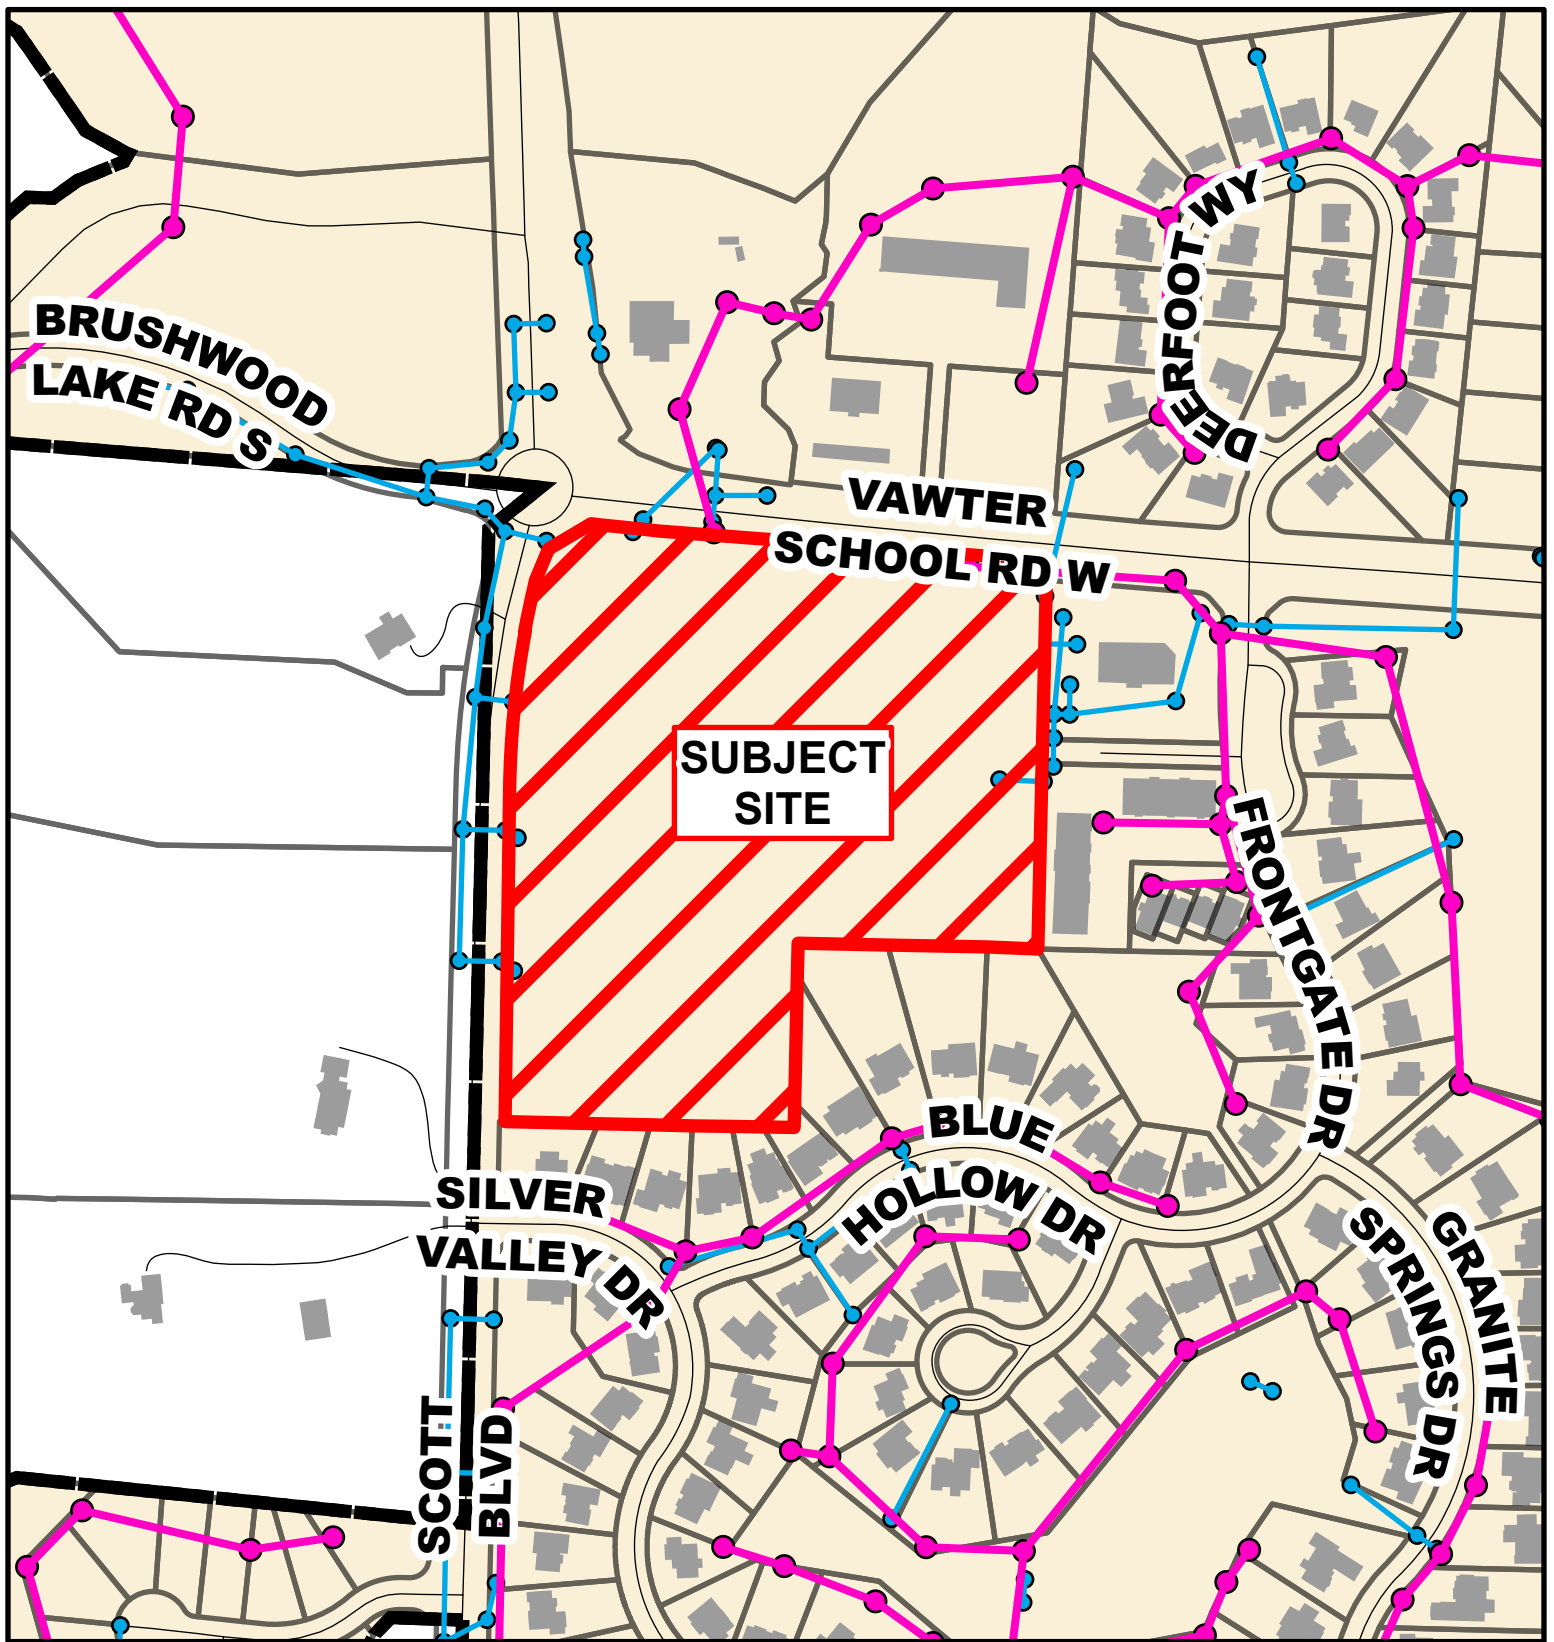 DEERFOOT WY
BRUSHWOOD
LAKE RD S
VAWTER
SCHOOL RD W
SUBJECT
SITE
FRONTGATE DR
BLUE
HOLLOW DR
SILVER
VALLEY DR
GRANITE
SPRINGS DR
SCOTT
BLVD